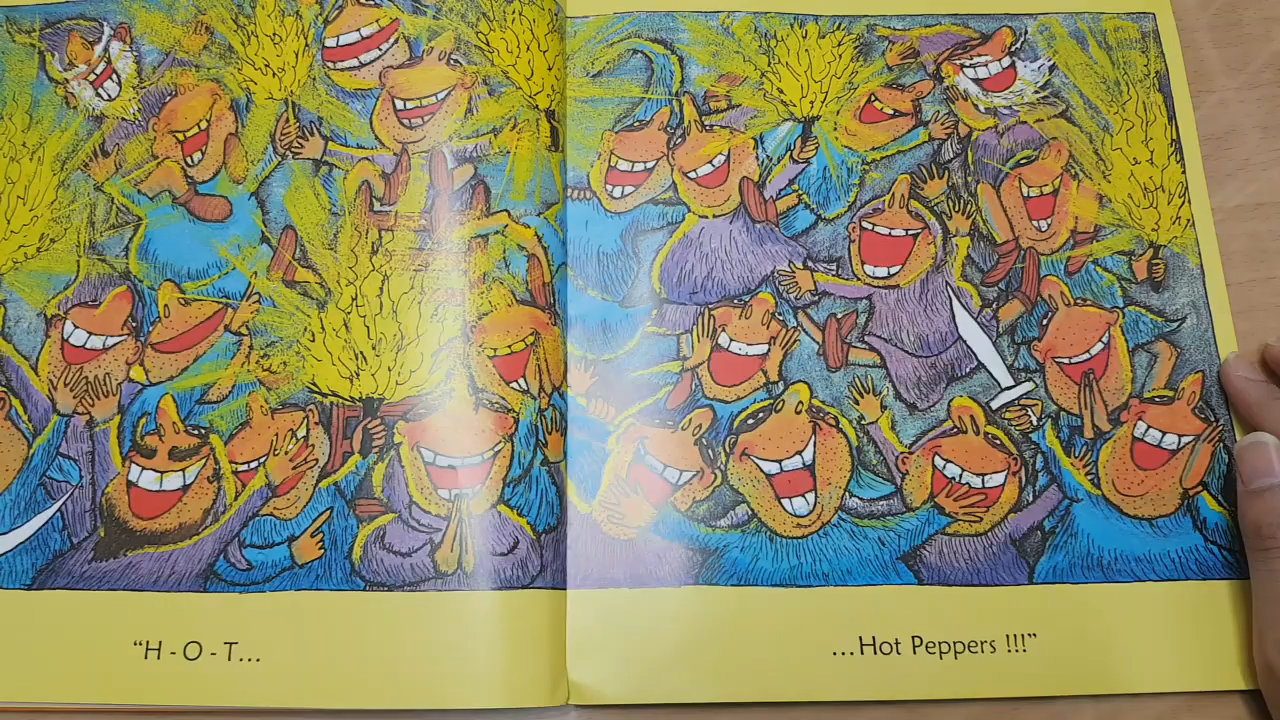 “H - O - T...
...Hot Peppers !!!”